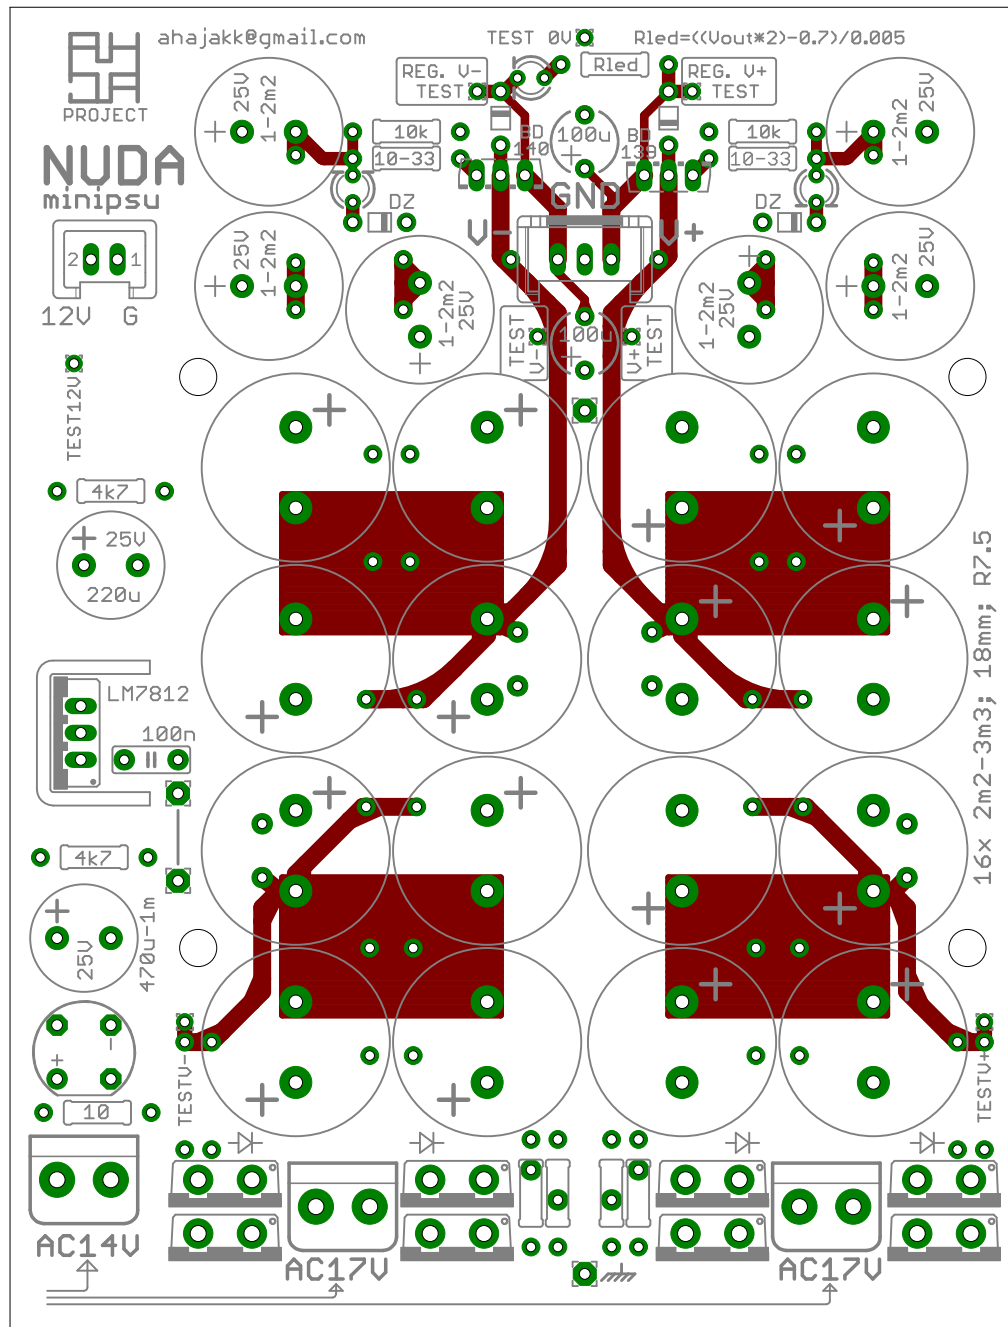 ahajakk@gmail.com
TEST 0V
Rled=((Vout*2)-0.7)/0.005
PROJECT
REG. V-
TEST
Rled
REG. V+
TEST
25V
1-2m2
10k
10-33
BD
140
100u
BD
139
10k
10-33
1-2m2
25V
NUDA
minipsu
DZ
GND
DZ
V-
V+
2
1
12V
G
25V
1-2m2
1-2m2
25V
TEST
V-
100u
V+
TEST
1-2m2
25V
1-2m2
25V
TEST12V
4k7
25V
220u
16x 2m2-3m3; 18mm; R7.5
LM7812
100n
4k7
25V
470u-1m
10
TESTV-
TESTV+
AC14V
AC17V
AC17V